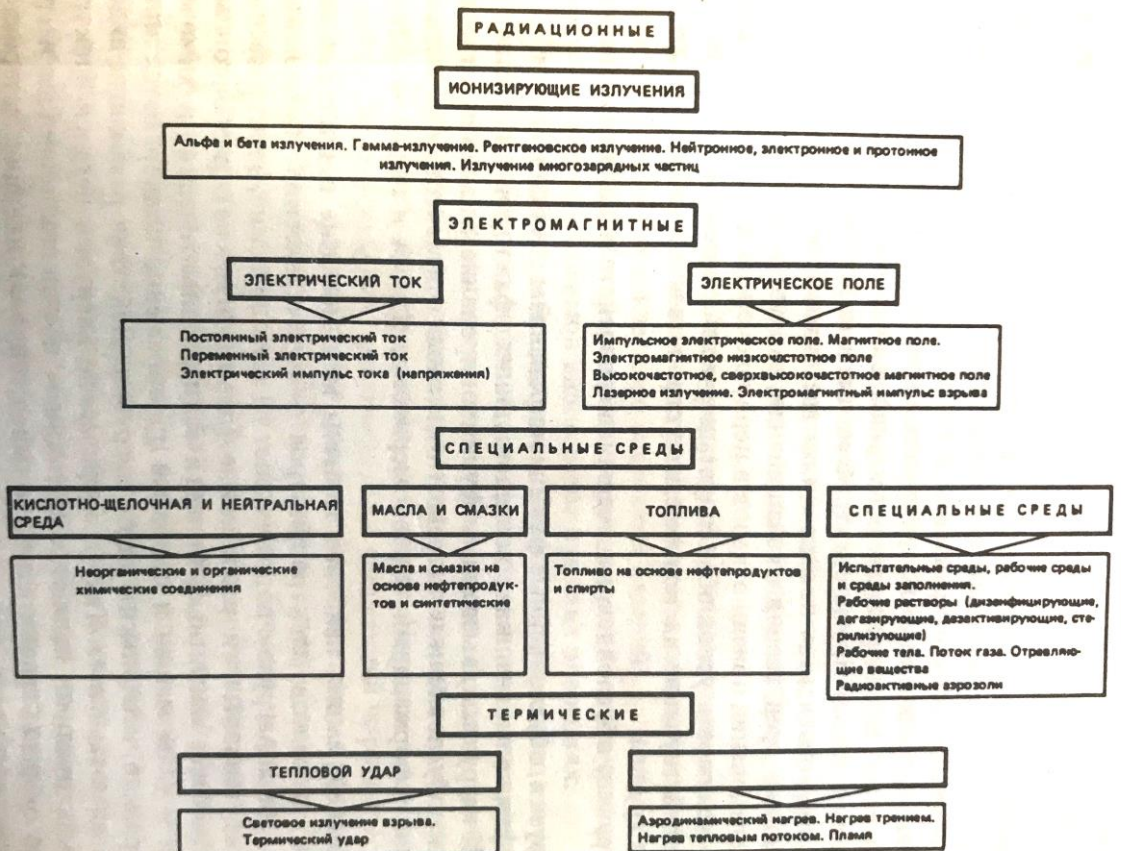 РАДИАЦИОННЫЕ
ИОНИЗИРУЮЩИЕ ИЗЛУЧЕНИЯ
Альфа и бета излучения. Гамма-излучение. Рентгеновское излучение. Нейтронное, электронное и протонное
излучения. Излучение многозарядных частиц
ЭЛЕКТРОМАГНИТНЫЕ
ЭЛЕКТРИЧЕСКИЙ ТОК
Постоянный электрический ток
Переменный электрический ток
Электрический импульс тока (напряжения)
ЭЛЕКТРИЧЕСКОЕ ПОЛЕ
Импульсное электрическое поле. Магнитное поле.
Электромагнитное низкочастотное поле
Высокочастотное, сверхвысокочастотное магнитное поле
Лазерное излучение. Электромагнитный импульс взрыва
СПЕЦИАЛЬНЫЕ СРЕДЫ
КИСЛОТНО-ЩЕЛОЧНАЯ И НЕЙТРАЛЬНАЯ
СРЕДА
Неорганические и органические
химические соединения
МАСЛА И СМАЗКИ
Масла и смазки на
основе нефтепродук-
тов и синтетические
ТОПЛИВА
Топливо на основе нефтепродуктов
и спирты
СПЕЦИАЛЬНЫЕ СРЕДЫ
Испытательные среды, рабочие среды
и среды заполнения.
Рабочие растворы (дизенфицирующие,
дегазирующие, дезактивирующие, сте-
рилизующие)
Рабочие тела. Поток газа. Отравляю-
щие вещества
Радиоактивные аэрозоли
ТЕРМИЧЕСКИЕ
ТЕПЛОВОЙ УДАР
Световое излучение взрыва.
Термический удар
Аэродинамический нагрев. Нагрев трением.
Нагрев тепловым потоком. Пламя